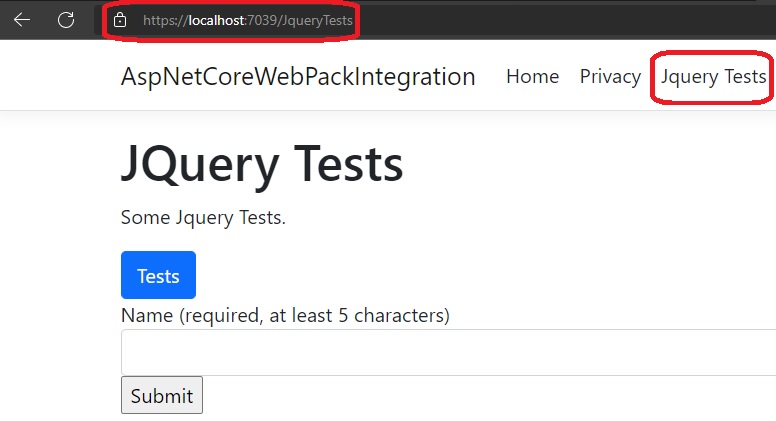 https://localhost:7039/JqueryTests
AspNetCoreWebPackIntegration Home Privacy Jquery Tests
JQuery Tests
Some Jquery Tests.
Tests
Name (required, at least 5 characters)
Submit